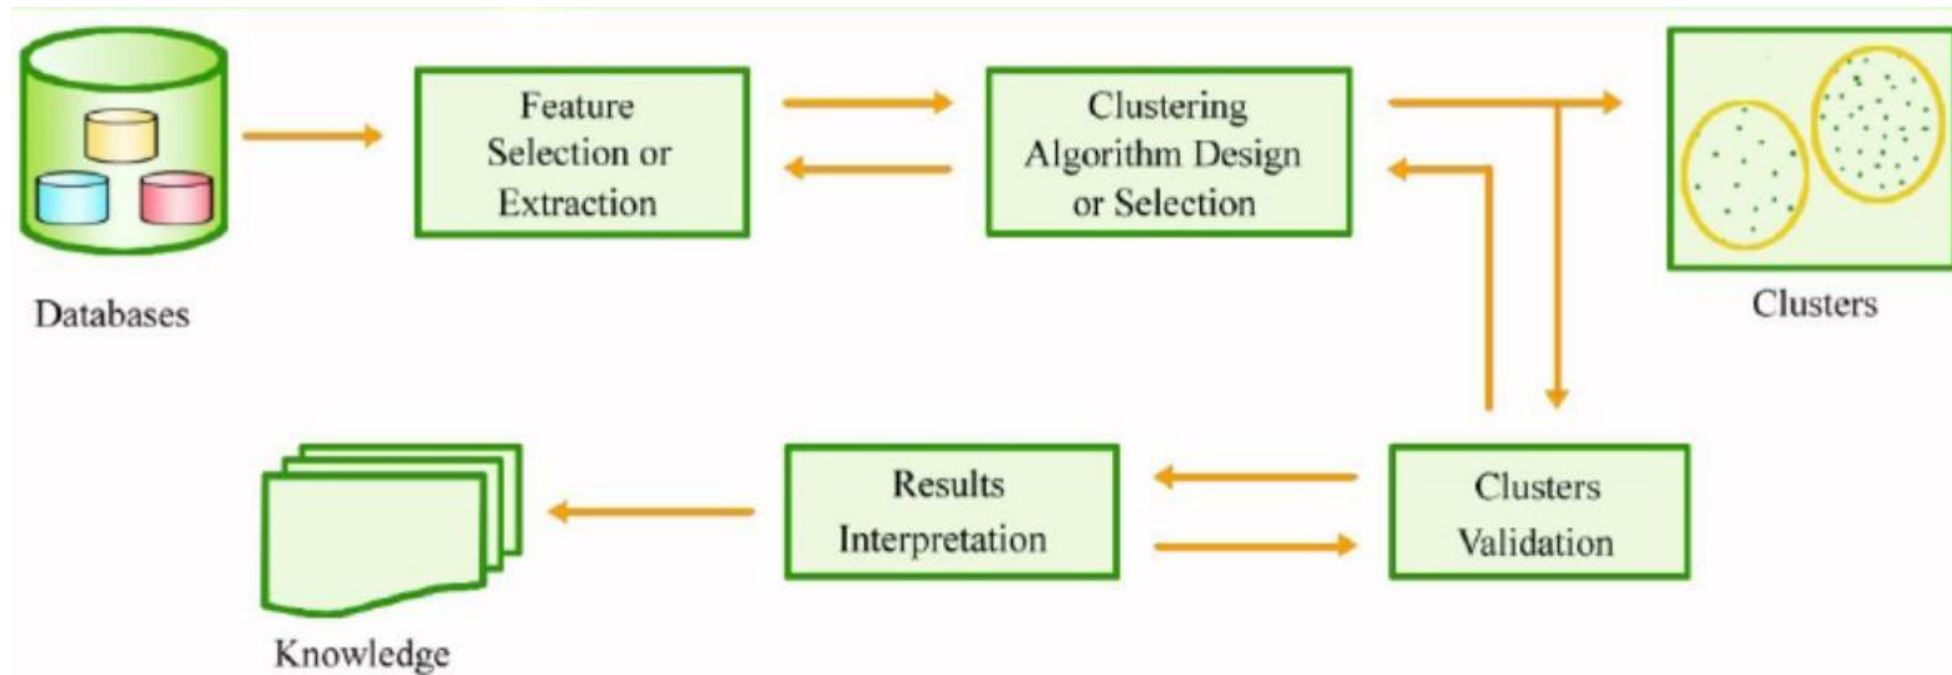 Feature
Selection or
Extraction
Clustering
Algorithm Design
or Selection
Databases
Clusters
Results
Interpretation
Clusters
Validation
Knowledge